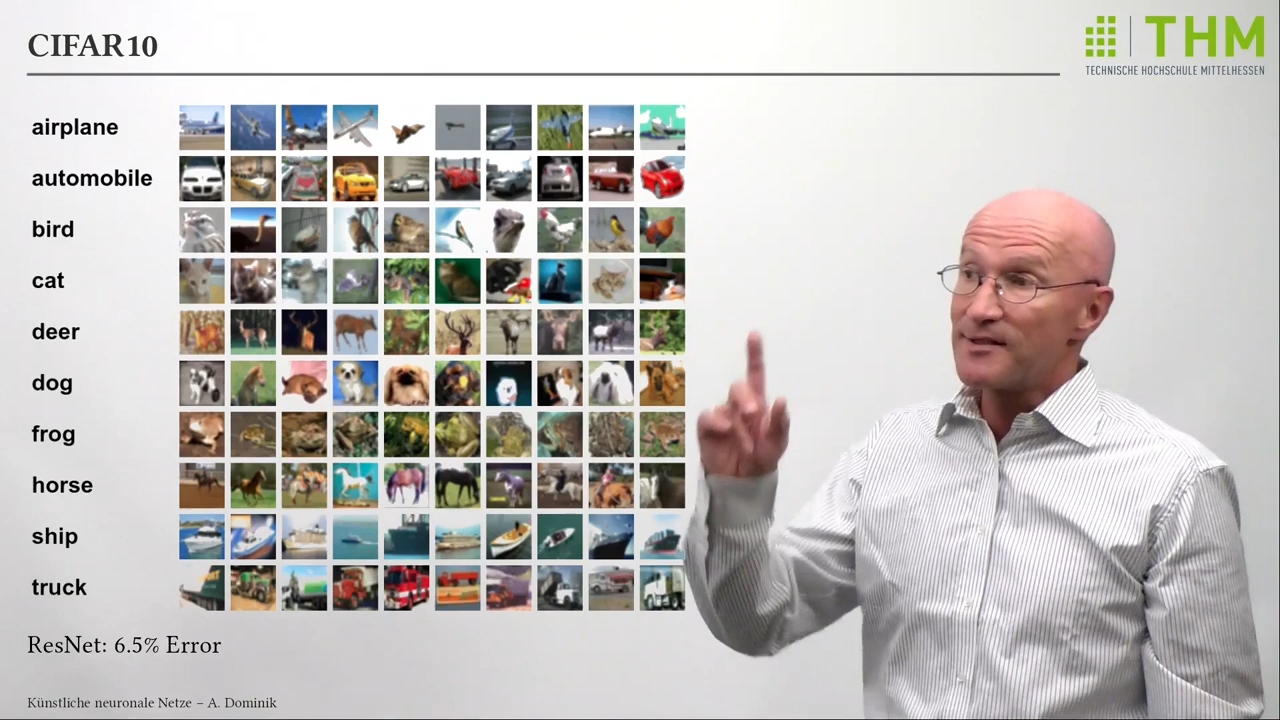 CIFAR10
THM
TECHNISCHE HOCHSCHULE MITTELHESSEN
airplane
automobile
bird
cat
deer
dog
frog
horse
ship
truck
ResNet: 6.5% Error
Künstliche neuronale Netze – A. Dominik